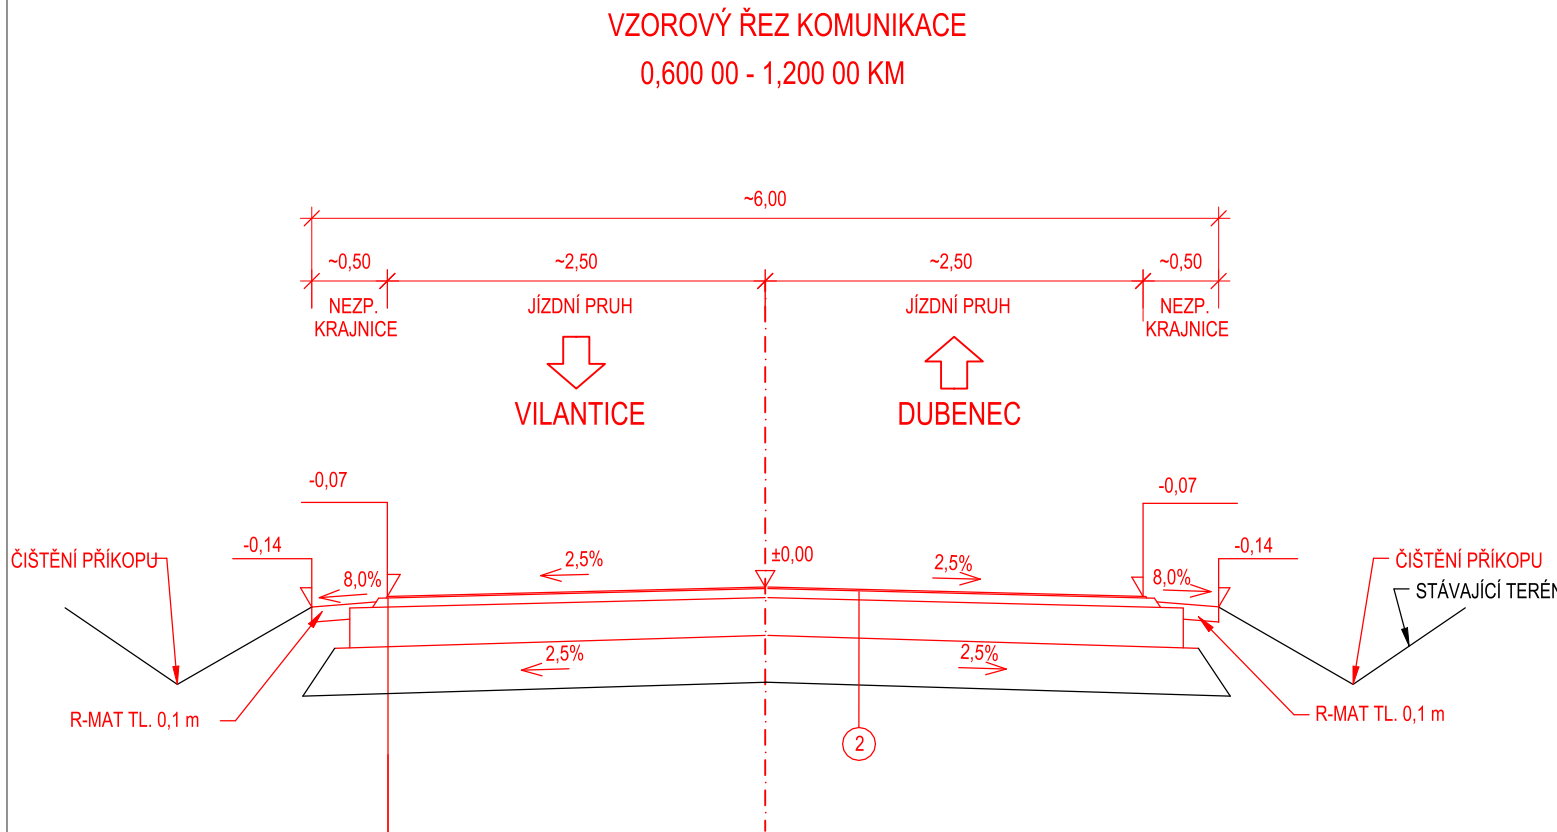 VZOROVÝ ŘEZ KOMUNIKACE
0,600 00 - 1,200 00 KM
~6,00
~0,50
~2,50
~2,50
~0,50
NEZP.
KRAJNICE
JÍZDNÍ PRUH
JÍZDNÍ PRUH
NEZP.
KRAJNICE
VILANTICE
DUBENEC
-0,07
-0,07
-0,14
-0,14
ČIŠTĚNÍ PŘÍKOPU
8,0%
2,5%
±0,00
2,5%
8,0%
ČIŠTĚNÍ PŘÍKOPU
STÁVAJÍCÍ TERÉN
2,5%
2,5%
R-MAT TL. 0,1 m
R-MAT TL. 0,1 m
2